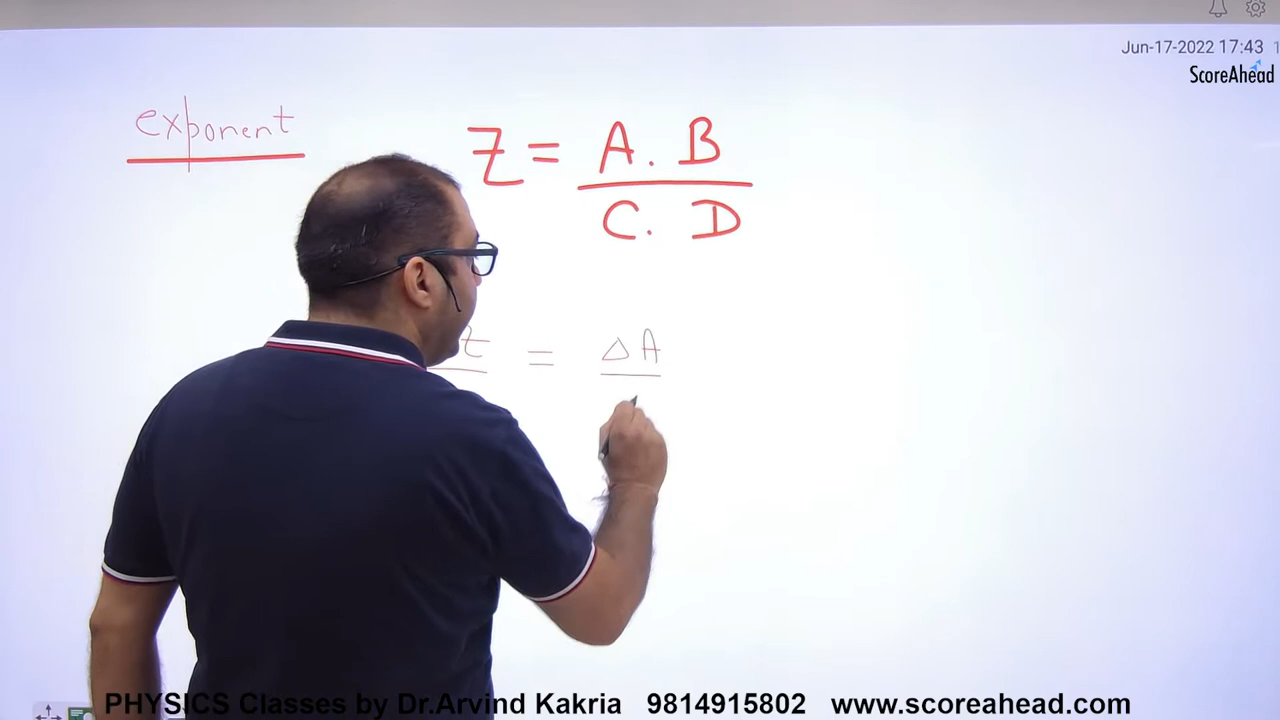 Jun-17-2022 17:43
ScoreAhead
exponent
Z = A. B
C. D
Z = Δ A
PHYSICS Classes by Dr.Arvind Kakria 9814915802 www.scoreahead.com